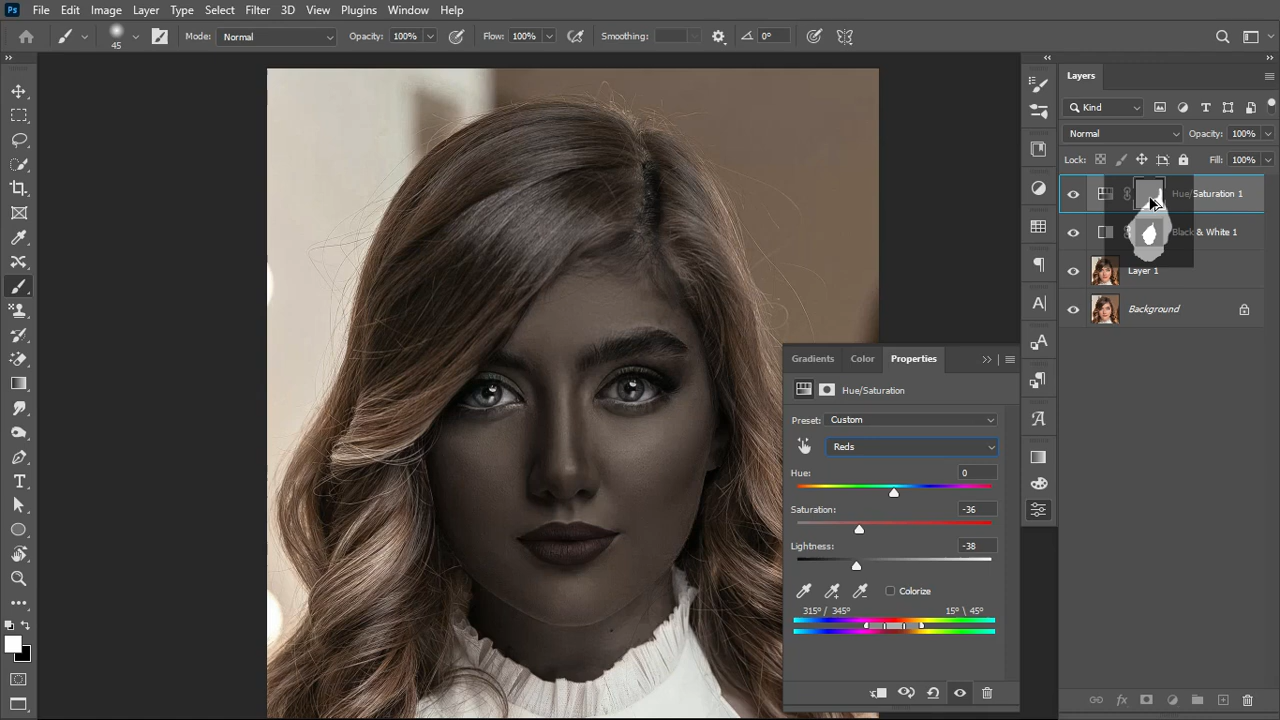 Ps File Edit Image Layer Type Select Filter 3D View Plugins Window Help
45 Mode: Normal Opacity: 100% Flow: 100% Smoothing: 0°
Layers
Kind
Normal Opacity: 100%
Lock: Fill: 100%
Hue/Saturation 1
Black & White 1
Layer 1
Background
Gradients Color Properties
Hue/Saturation
Preset: Custom
Reds
Hue: 0
Saturation: -36
Lightness: -38
Colorize
315° / 345° 15° \ 45°